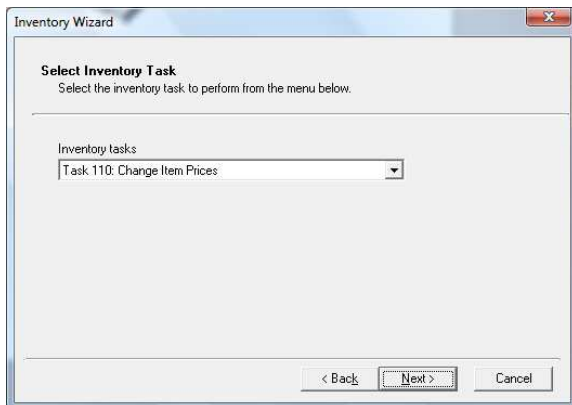 Inventory Wizard
Select Inventory Task
Select the inventory task to perform from the menu below.
Inventory tasks
Task 110: Change Item Prices
< Back Next > Cancel